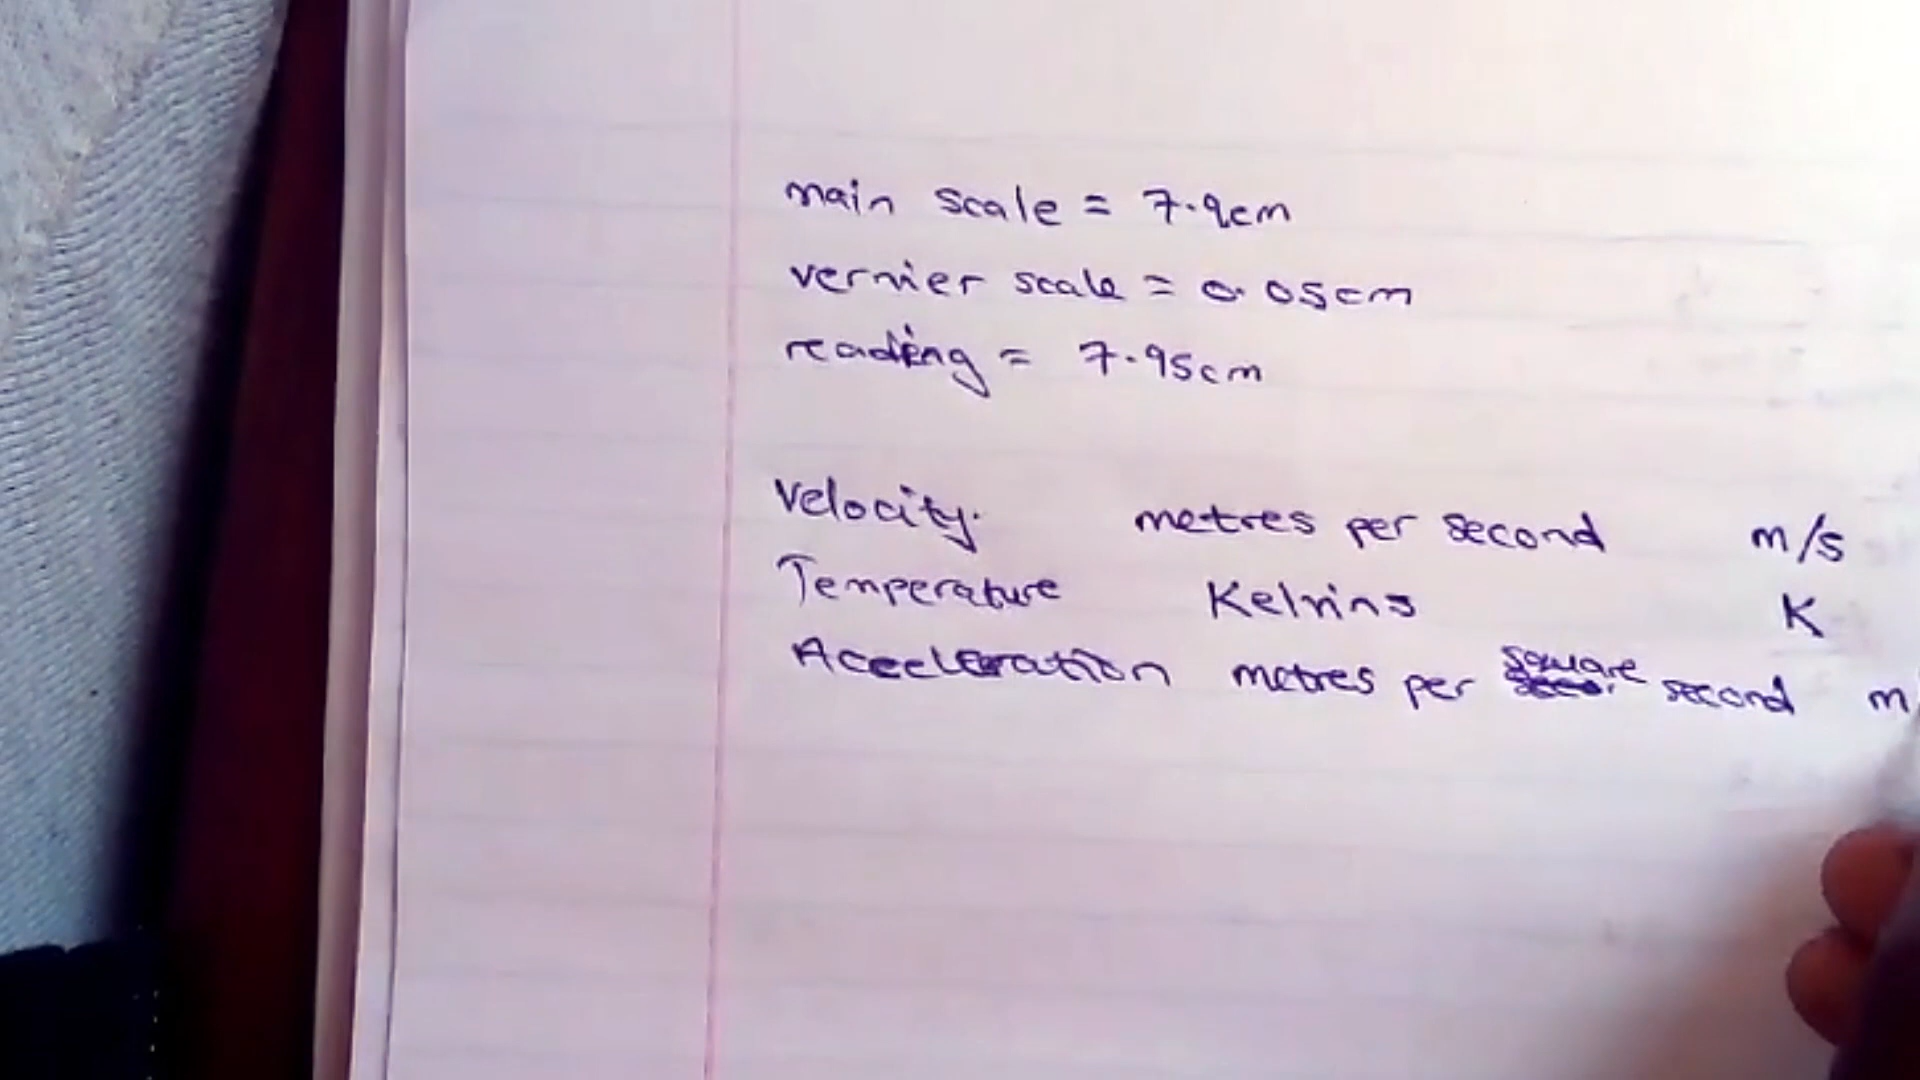 main scale = 7.9cm
vernier scale = 0.05cm
reading = 7.95cm
Velocity. metres per second m/s
Temperature Kelvins K
Acceleration metres per square second m